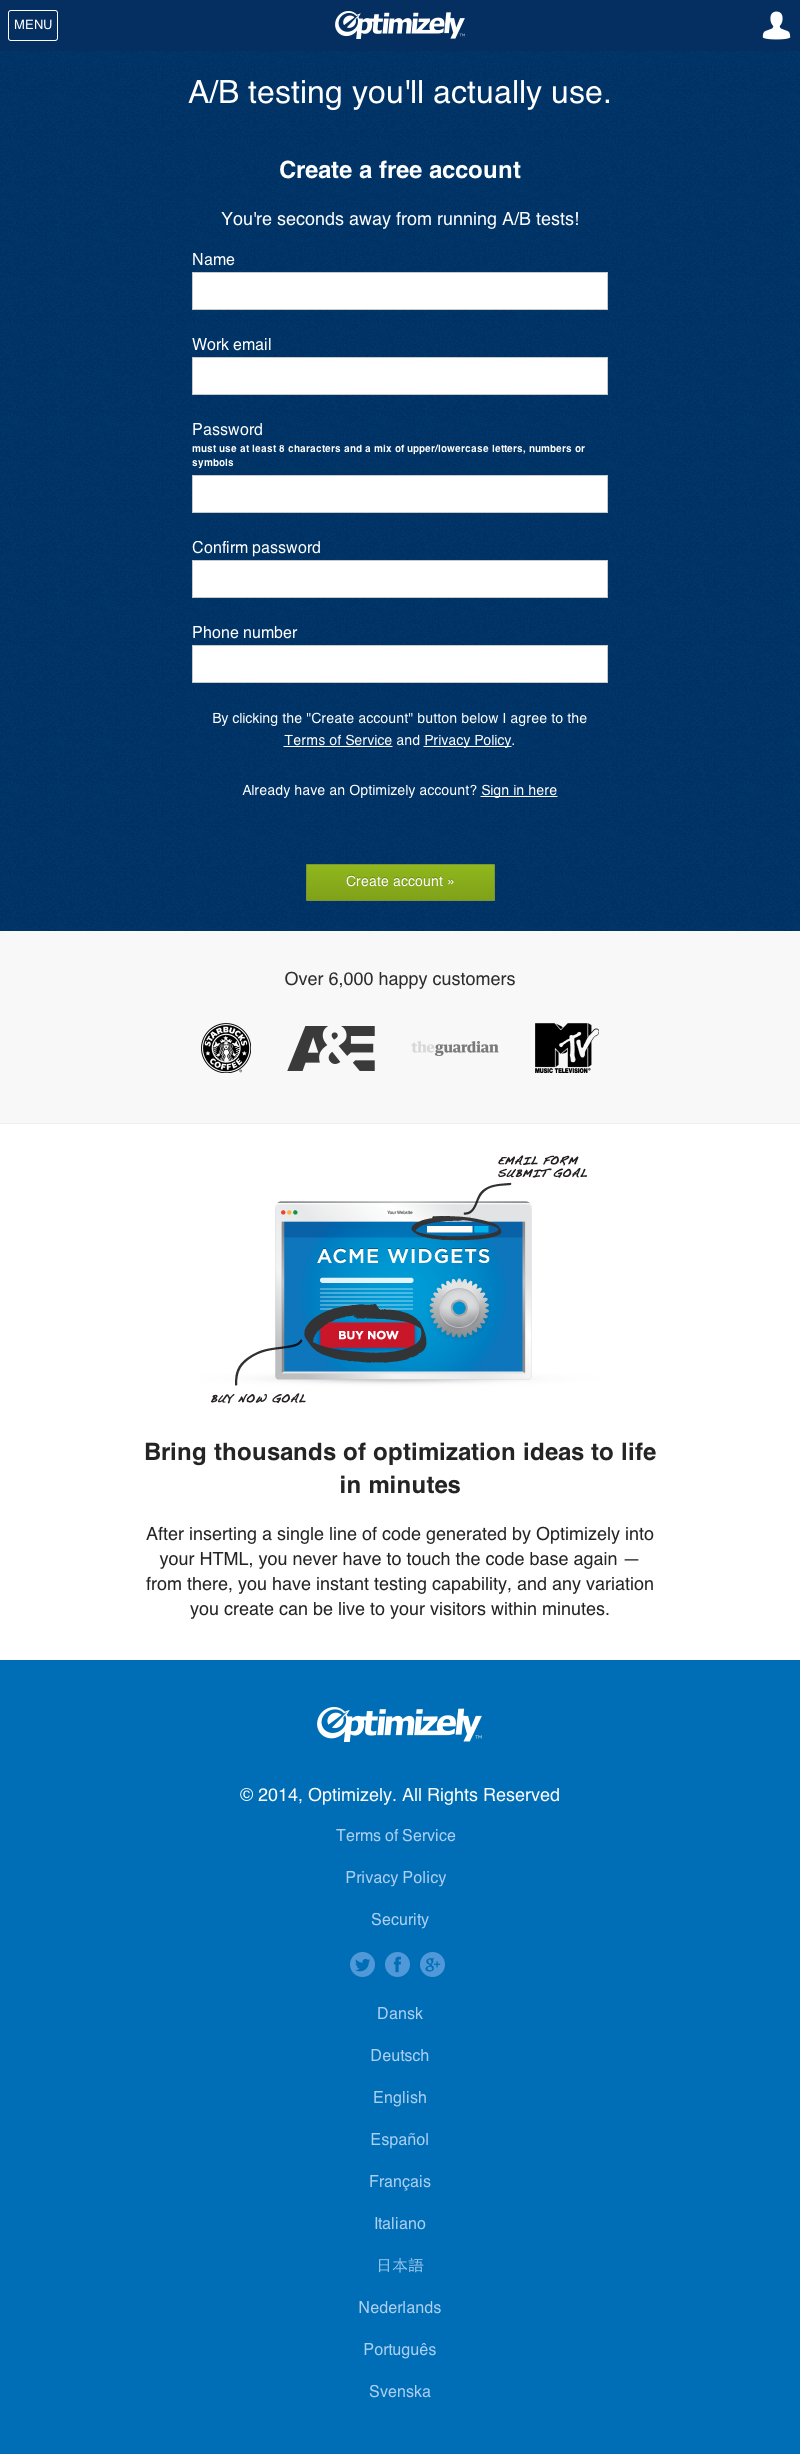 MENU
Optimizely™
A/B testing you'll actually use.
Create a free account
You're seconds away from running A/B tests!
Name
Work email
Password
must use at least 8 characters and a mix of upper/lowercase letters, numbers or
symbols
Confirm password
Phone number
By clicking the "Create account" button below I agree to the
Terms of Service and Privacy Policy.
Already have an Optimizely account? Sign in here
Create account »
Over 6,000 happy customers
STARBUCKS COFFEE
A&E
theguardian
MTV
MUSIC TELEVISION®
EMAIL FORM
SUBMIT GOAL
Your Website
ACME WIDGETS
BUY NOW
BUY NOW GOAL
Bring thousands of optimization ideas to life
in minutes
After inserting a single line of code generated by Optimizely into
your HTML, you never have to touch the code base again —
from there, you have instant testing capability, and any variation
you create can be live to your visitors within minutes.
Optimizely™
© 2014, Optimizely. All Rights Reserved
Terms of Service
Privacy Policy
Security
Dansk
Deutsch
English
Español
Français
Italiano
日本語
Nederlands
Português
Svenska